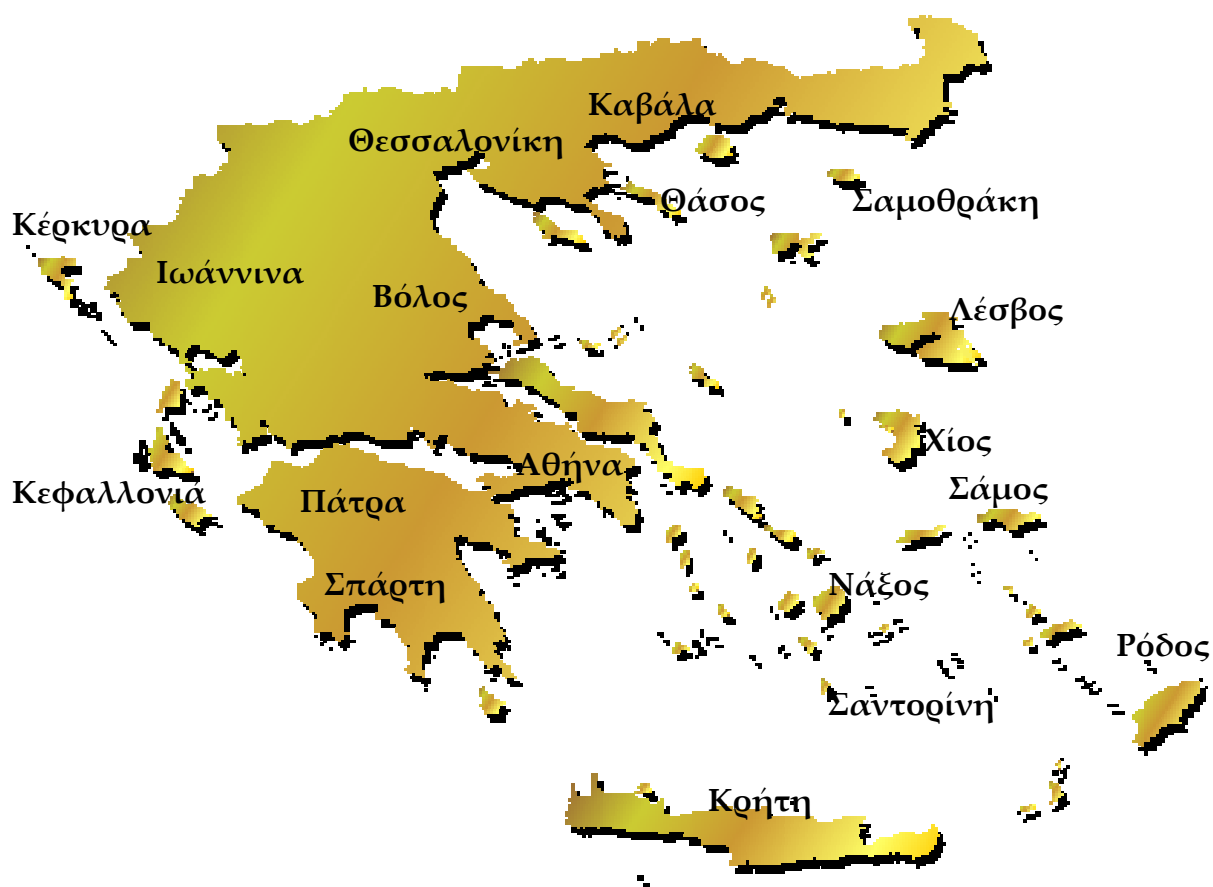 Καβάλα
Θεσσαλονίκη
Θάσος
Σαμοθράκη
Κέρκυρα
Ιωάννινα
Βόλος
Λέσβος
Χίος
Αθήνα
Κεφαλλονιά
Πάτρα
Σάμος
Σπάρτη
Νάξος
Ρόδος
Σαντορίνη
Κρήτη